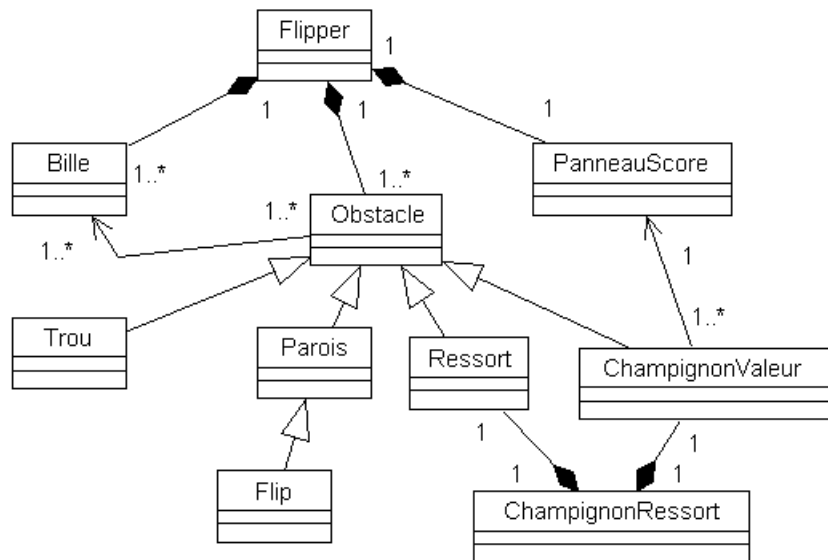 Flipper
1
1
1
1
Bille
1..*
PanneauScore
1..*
1..*
Obstacle
1..*
1
1..*
Trou
Parois
Ressort
ChampignonValeur
1
1
1
1
Flip
ChampignonRessort